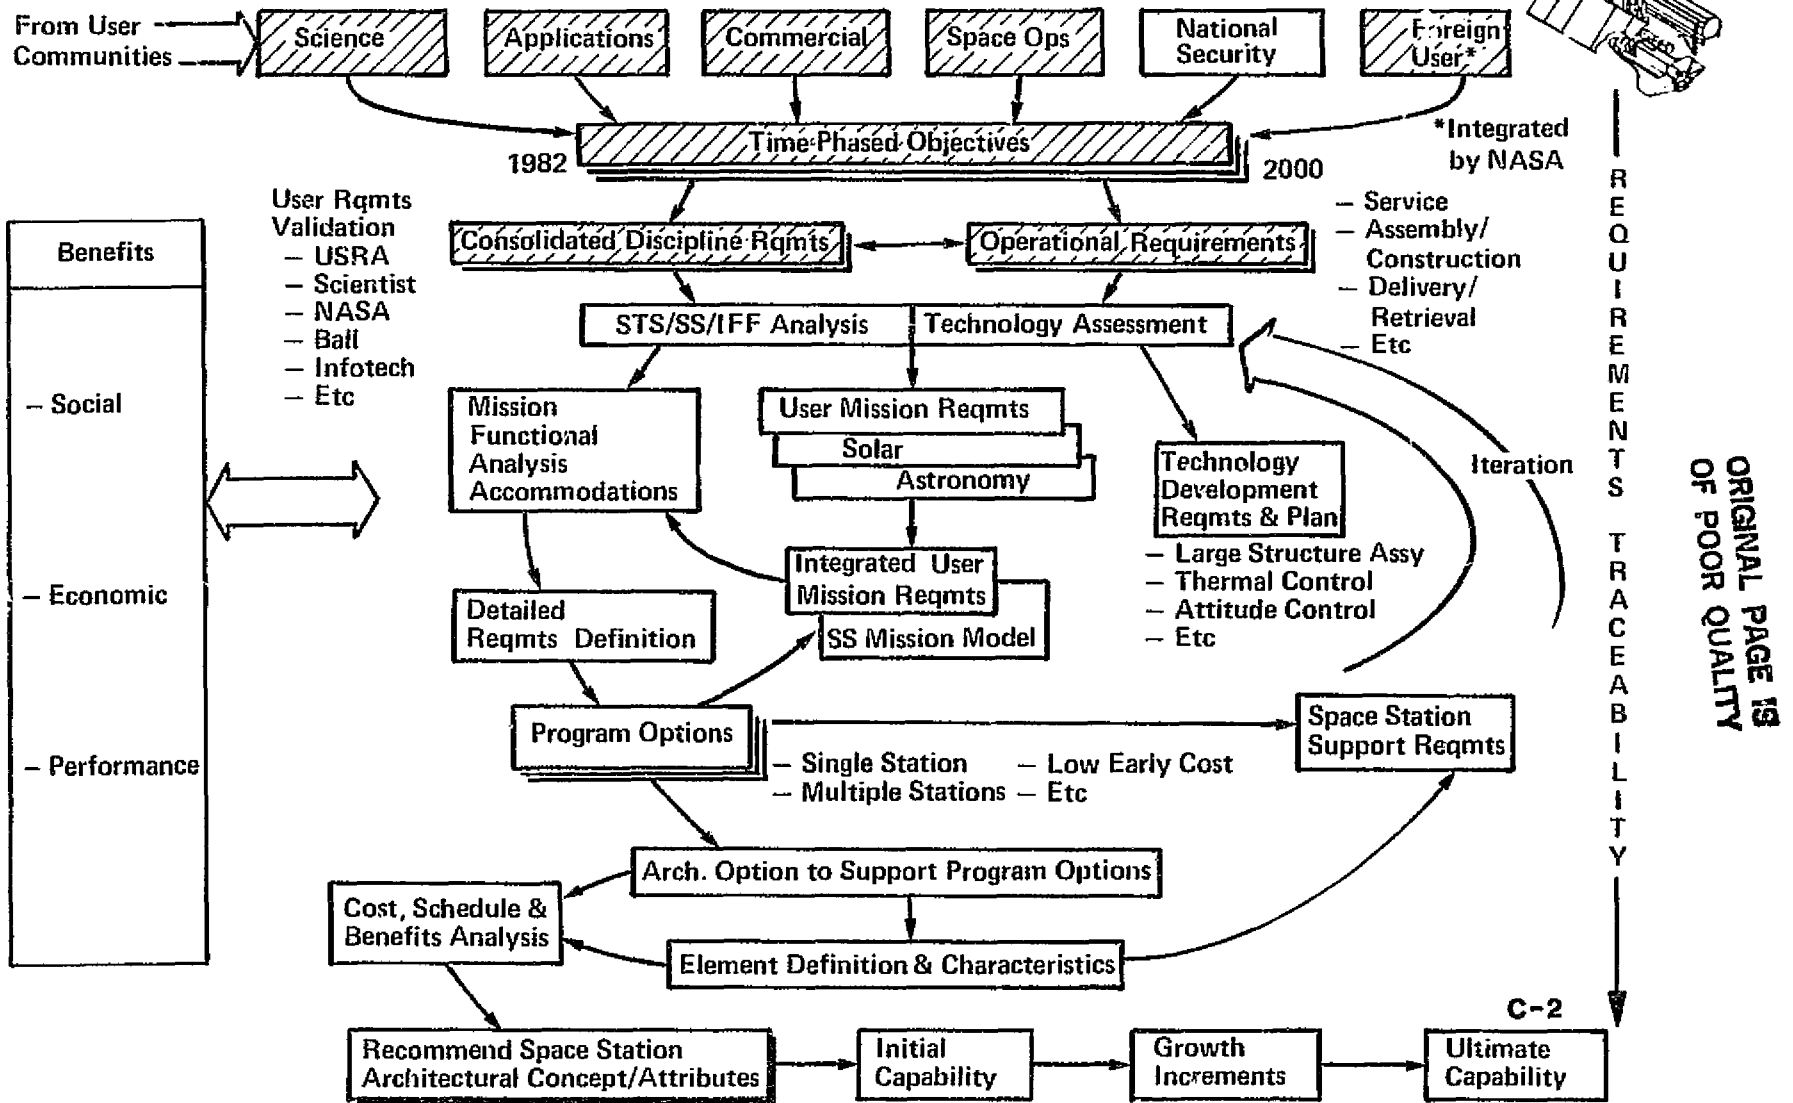 From User
Communities
Science
Applications
Commercial
Space Ops
National
Security
Foreign
User*
Time-Phased Objectives
1982
2000
*Integrated
by NASA
User Rqmts
Validation
– USRA
– Scientist
– NASA
– Ball
– Infotech
– Etc
Consolidated Discipline Rqmts
Operational Requirements
– Service
– Assembly/
Construction
– Delivery/
Retrieval
– Etc
Benefits
– Social
– Economic
– Performance
STS/SS/IFF Analysis
Technology Assessment
Mission
Functional
Analysis
Accommodations
User Mission Reqmts
Solar
Astronomy
Technology
Development
Reqmts & Plan
– Large Structure Assy
– Thermal Control
– Attitude Control
– Etc
Iteration
Integrated User
Mission Reqmts
SS Mission Model
Detailed
Reqmts Definition
Program Options
– Single Station
– Multiple Stations
– Low Early Cost
– Etc
Space Station
Support Reqmts
Arch. Option to Support Program Options
Cost, Schedule &
Benefits Analysis
Element Definition & Characteristics
Recommend Space Station
Architectural Concept/Attributes
Initial
Capability
Growth
Increments
Ultimate
Capability
C-2
REQUIREMENTS TRACEABILITY
ORIGINAL PAGE IS
OF POOR QUALITY